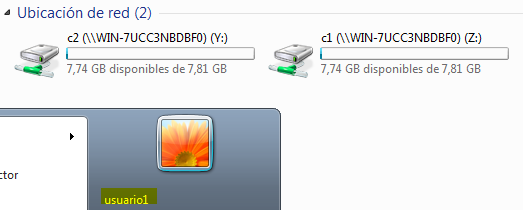 Ubicación de red (2)
c2 (\\WIN-7UCC3NBDBF0) (Y:)
7,74 GB disponibles de 7,81 GB
c1 (\\WIN-7UCC3NBDBF0) (Z:)
7,74 GB disponibles de 7,81 GB
ctor
usuario1